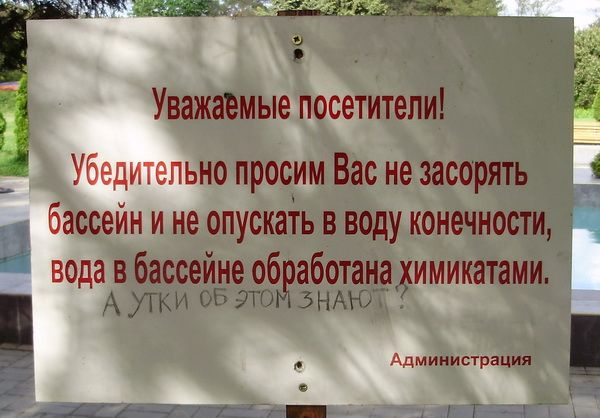 Уважаемые посетители!
Убедительно просим Вас не засорять
бассейн и не опускать в воду конечности,
вода в бассейне обработана химикатами.
А УТКИ ОБ ЭТОМ ЗНАЮТ?
Администрация